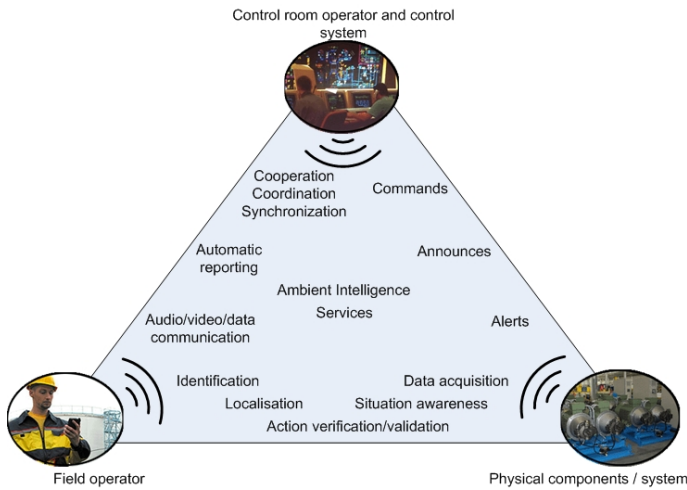 Control room operator and control
system
Cooperation
Coordination
Synchronization
Commands
Automatic
reporting
Announces
Ambient Intelligence
Services
Audio/video/data
communication
Alerts
Identification
Data acquisition
Localisation
Situation awareness
Action verification/validation
Field operator
Physical components / system